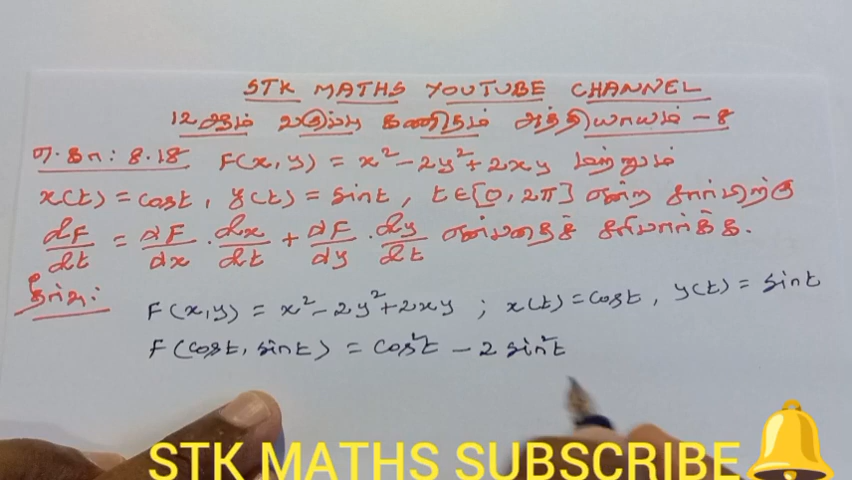 STK MATHS YOUTUBE CHANNEL
12 ஆம் வகுப்பு கணிதம் அத்தியாயம் - 8
எ.கா: 8.18 F(x,y) = x² - 2y² + 2xy மற்றும்
x(t) = cost, y(t) = sint, t∈[0, 2π] என்ற சார்பிற்கு
dF/dt = ∂F/∂x · dx/dt + ∂F/∂y · dy/dt என்பதைச் சரிபார்க்க.
தீர்வு:
F(x,y) = x² - 2y² + 2xy ; x(t) = cost, y(t) = sint
F(cost, sint) = cos²t - 2 sin²t
STK MATHS SUBSCRIBE